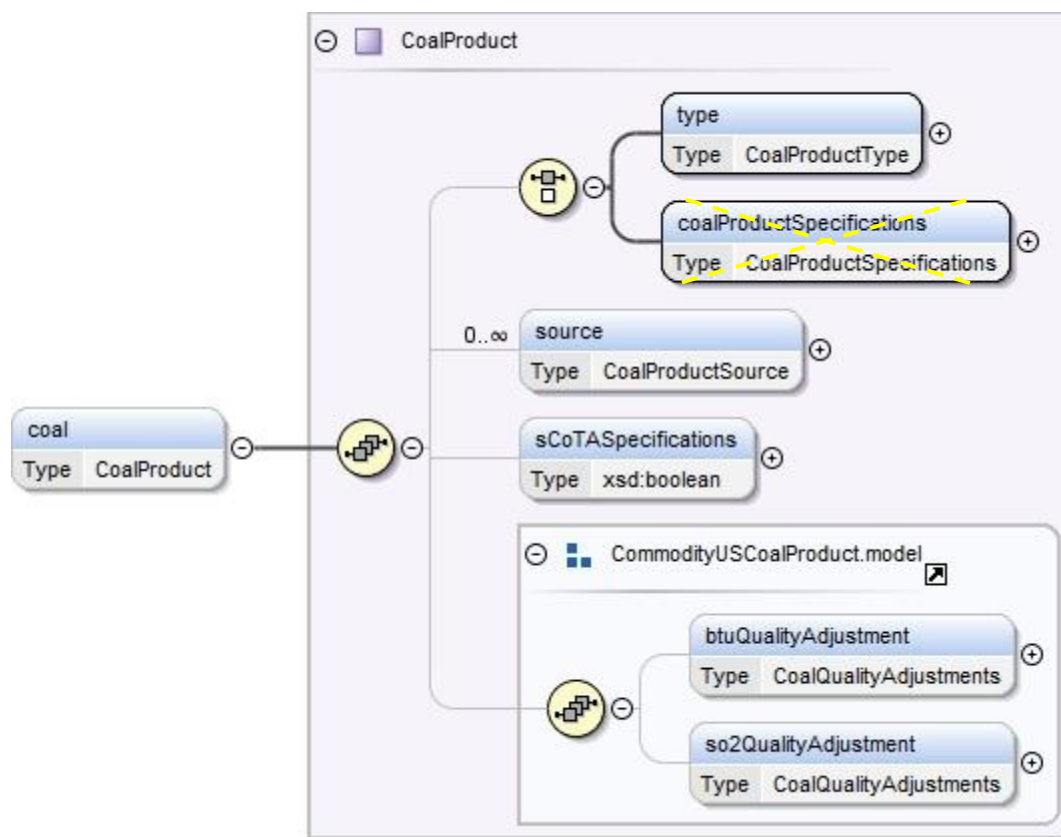 CoalProduct
type
Type CoalProductType
coalProductSpecifications
Type CoalProductSpecifications
0..∞
source
Type CoalProductSource
coal
Type CoalProduct
sCoTASpecifications
Type xsd:boolean
CommodityUSCoalProduct.model
btuQualityAdjustment
Type CoalQualityAdjustments
so2QualityAdjustment
Type CoalQualityAdjustments